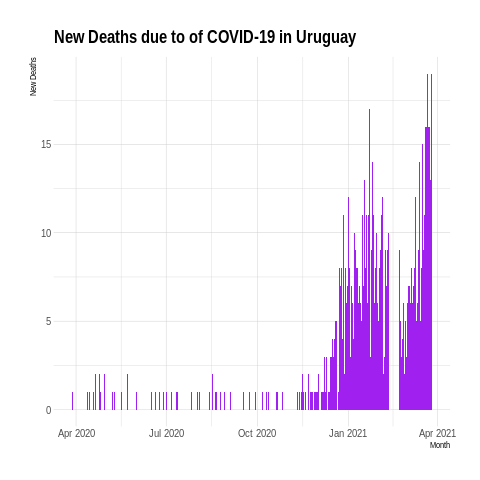 New Deaths due to of COVID-19 in Uruguay
New Deaths
15
10
5
0
Apr 2020 Jul 2020 Oct 2020 Jan 2021 Apr 2021
Month